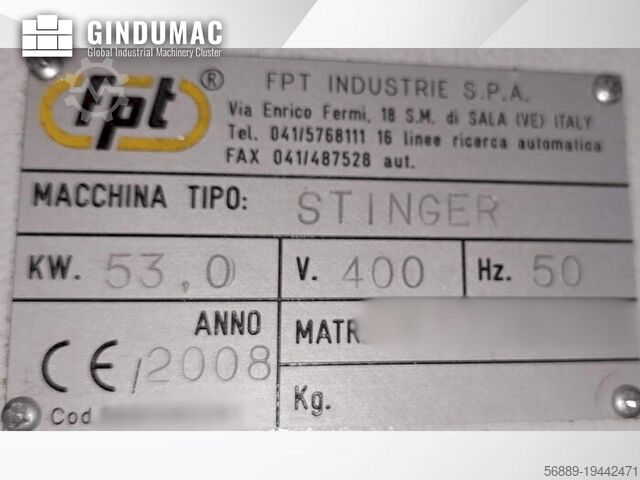 GINDUMAC
Global Industrial Machinery Cluster
fpt ® FPT INDUSTRIE S.P.A.
Via Enrico Fermi, 18 S.M. di SALA (VE) ITALY
Tel. 041/5768111 16 linee ricerca automatica
FAX 041/487528 aut.
MACCHINA TIPO: STINGER
KW. 53,0 V. 400 Hz. 50
ANNO MATR
CE/2008
Kg.
Cod
56889-19442471